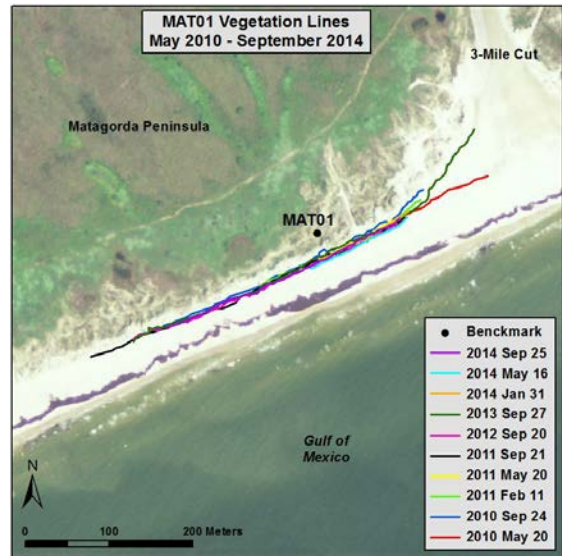 MAT01 Vegetation Lines
May 2010 - September 2014
3-Mile Cut
Matagorda Peninsula
MAT01
Benckmark
2014 Sep 25
2014 May 16
2014 Jan 31
2013 Sep 27
2012 Sep 20
2011 Sep 21
2011 May 20
2011 Feb 11
2010 Sep 24
2010 May 20
Gulf of
Mexico
N
0 100 200 Meters